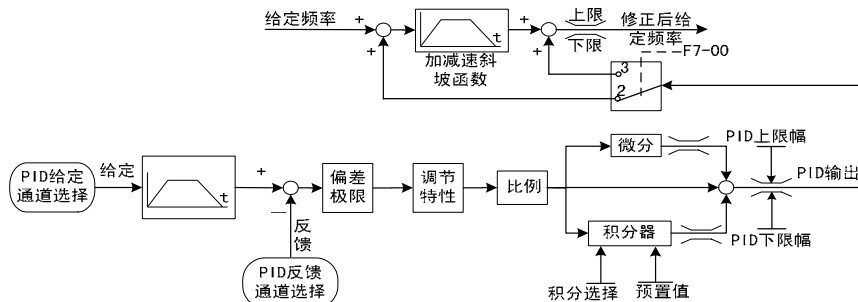 给定频率
+
+
t
加减速斜
坡函数
+
+
上限
下限
修正后给
定频率
F7-00
3
2
PID给定
通道选择
给定
t
+
—
反
馈
PID反馈
通道选择
偏差
极限
调节
特性
比例
微分
积分器
积分选择
预置值
PID上限幅
PID输出
PID下限幅